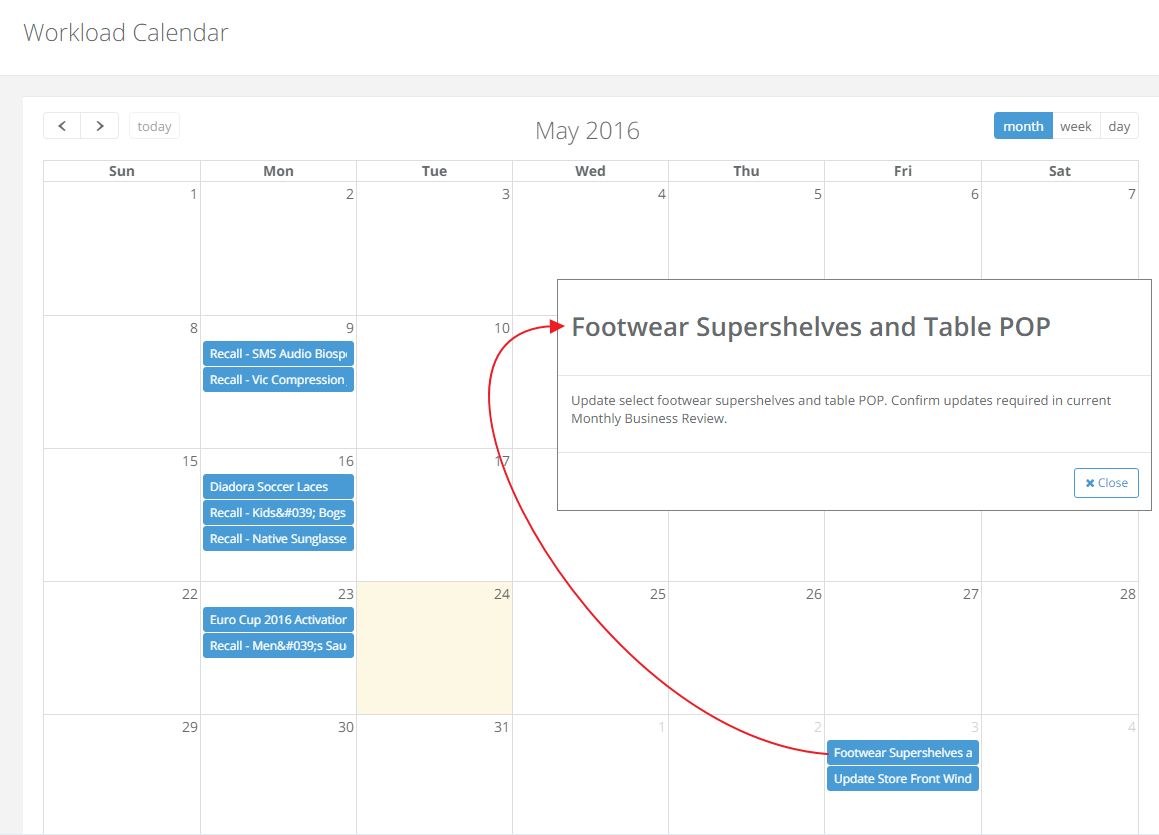 Workload Calendar
today
May 2016
month week day
Sun Mon Tue Wed Thu Fri Sat
1 2 3 4 5 6 7
8 9 10
Recall - SMS Audio Biosp
Recall - Vic Compression
Footwear Supershelves and Table POP
Update select footwear supershelves and table POP. Confirm updates required in current
Monthly Business Review.
Close
15 16 17
Diadora Soccer Laces
Recall - Kids&#039; Bogs
Recall - Native Sunglasse
22 23 24 25 26 27 28
Euro Cup 2016 Activation
Recall - Men&#039;s Sau
29 30 31 1 2 3 4
Footwear Supershelves a
Update Store Front Wind